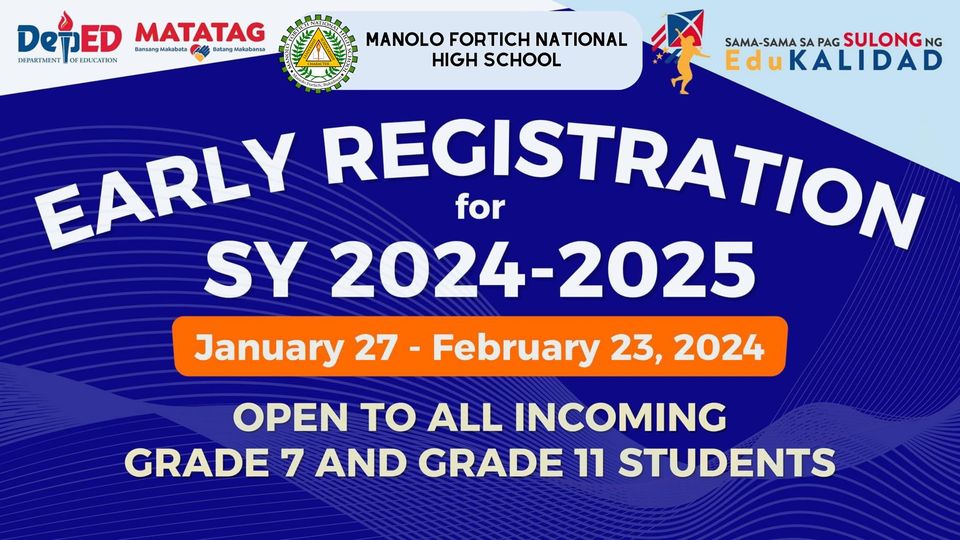 DepED
DEPARTMENT OF EDUCATION
MATATAG
Bansang Makabata Batang Makabansa
MANOLO FORTICH NATIONAL
HIGH SCHOOL
SAMA-SAMA SA PAG SULONG NG
EduKALIDAD
EARLY REGISTRATION
for
SY 2024-2025
January 27 - February 23, 2024
OPEN TO ALL INCOMING
GRADE 7 AND GRADE 11 STUDENTS